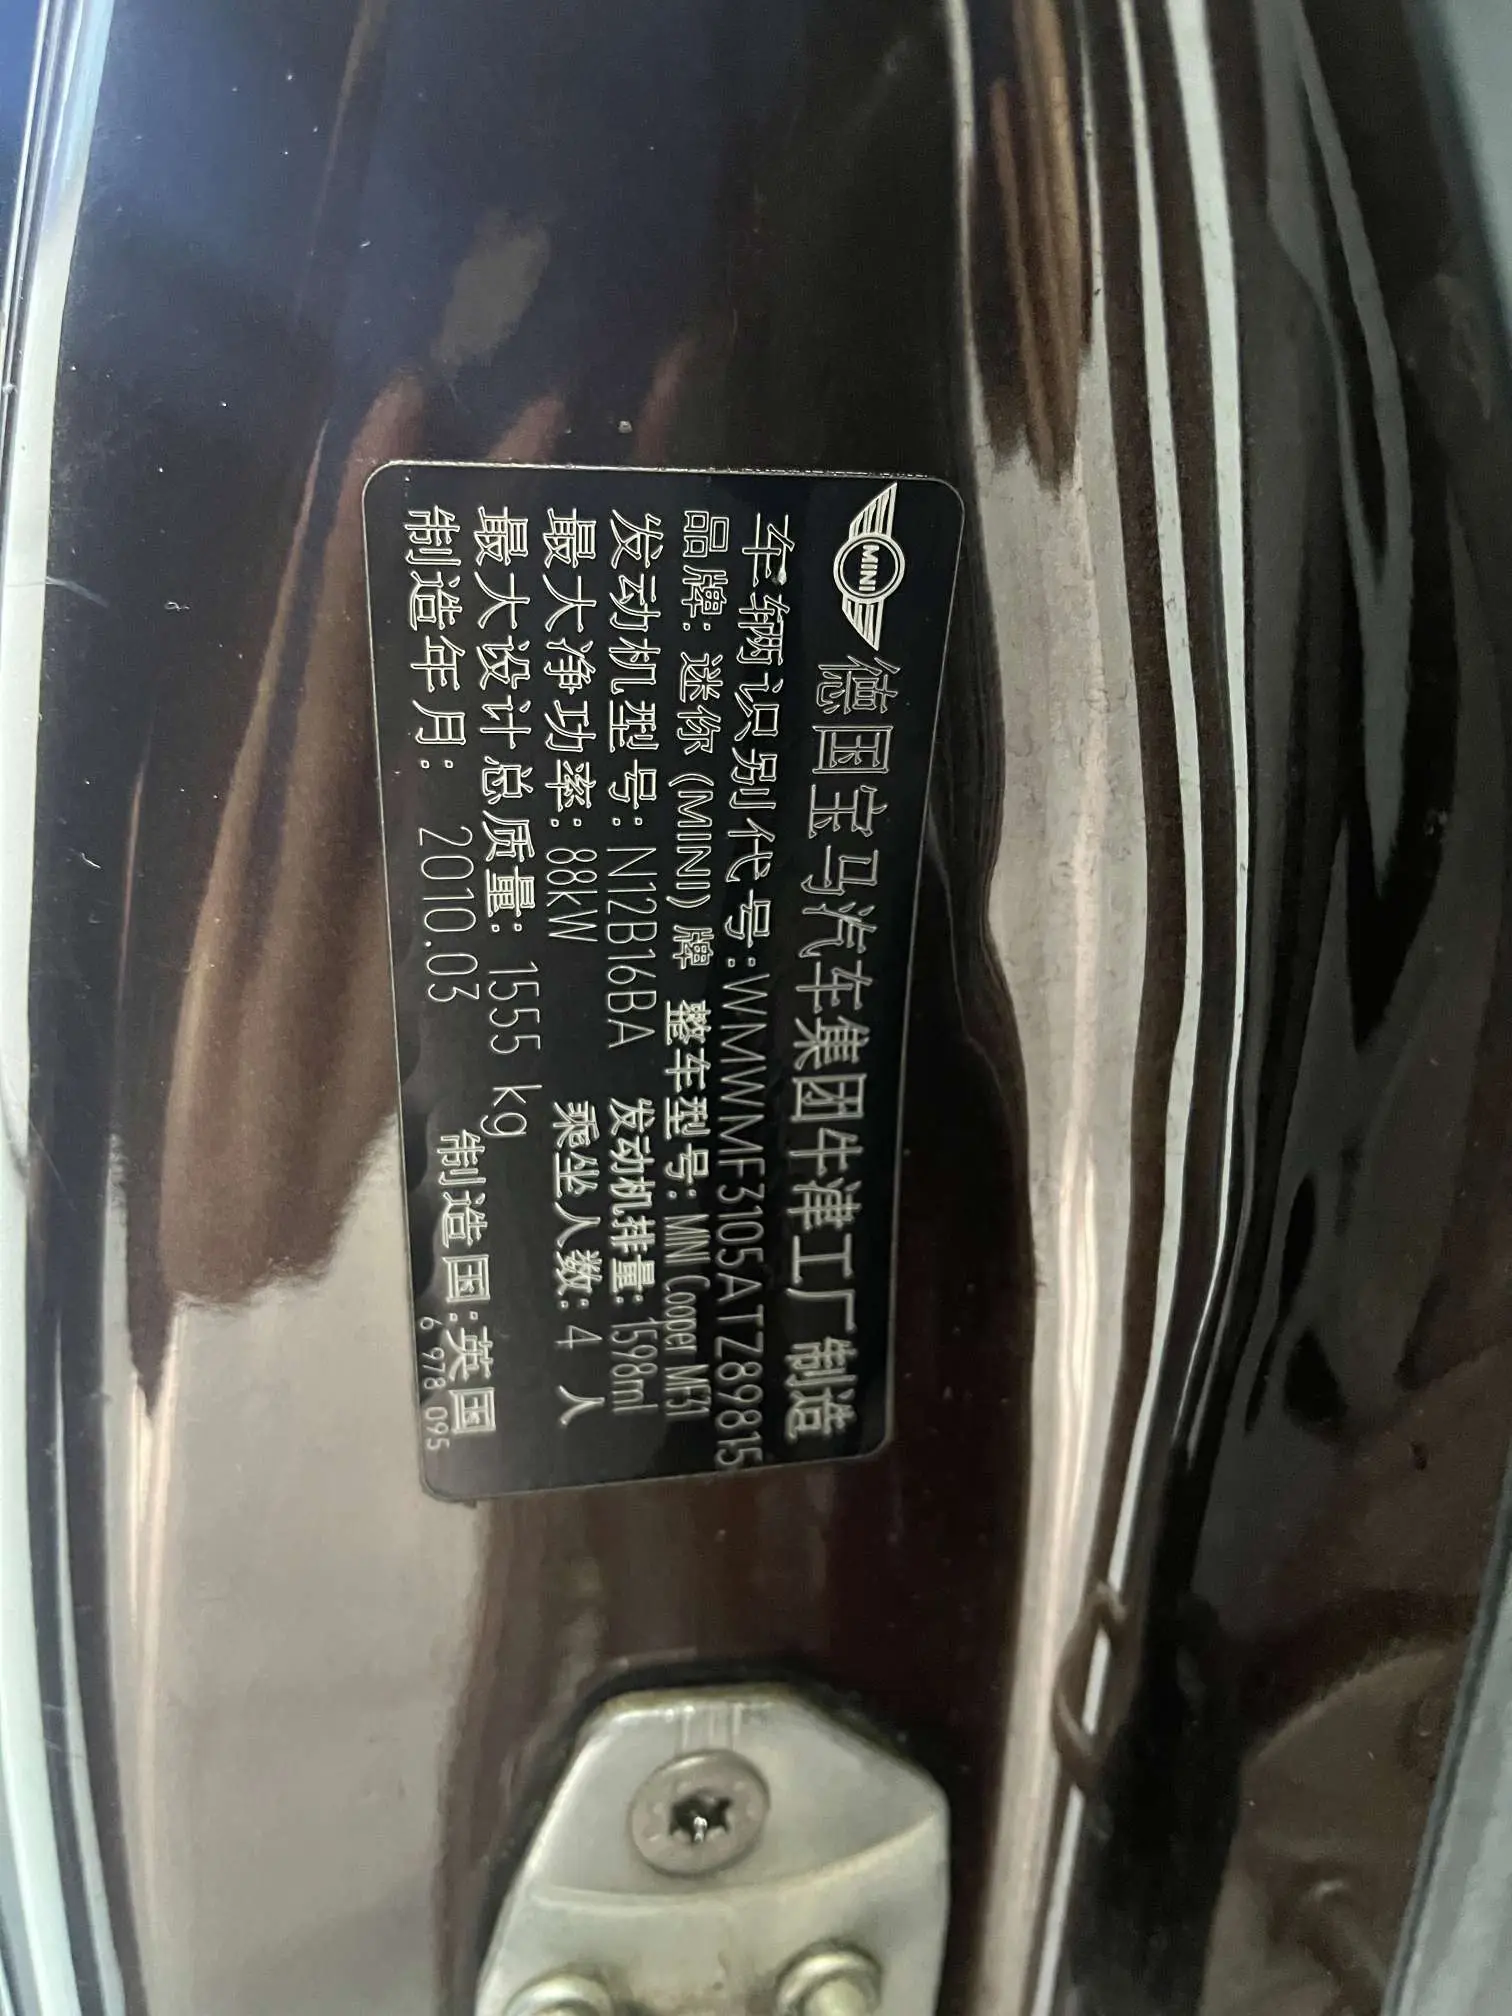 MINI 德国宝马汽车集团牛津工厂 制造
车辆识别代号:WMWMF3105ATZ89815
品牌: 迷你 (MINI) 牌 整车型号: MINI Cooper MF31
发动机型号: N12B16BA 发动机排量: 1598ml
最大净功率: 88kW 乘坐人数: 4 人
最大设计总质量: 1555 kg
制造年月: 2010.03 制造国:英国
6 978 095